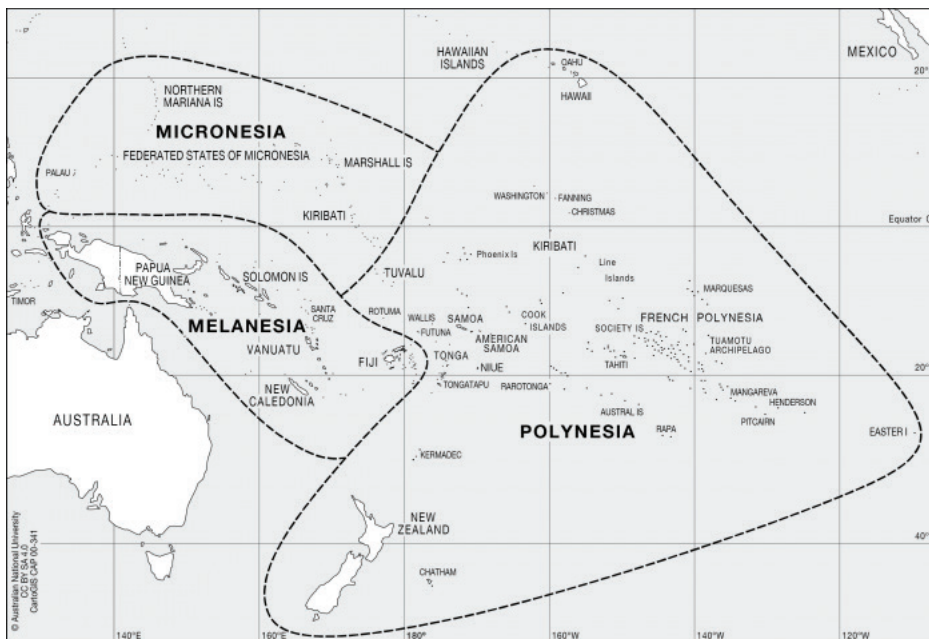 MEXICO
HAWAIIAN
ISLANDS
OAHU
HAWAII
20°
NORTHERN
MARIANA IS
MICRONESIA
FEDERATED STATES OF MICRONESIA
MARSHALL IS
PALAU
WASHINGTON
FANNING
CHRISTMAS
KIRIBATI
Equator 0
KIRIBATI
Phoenix Is
Line
Islands
PAPUA
NEW GUINEA
SOLOMON IS
TUVALU
MARQUESAS
TIMOR
SANTA
CRUZ
ROTUMA
WALLIS
FUTUNA
SAMOA
COOK
ISLANDS
SOCIETY IS
FRENCH POLYNESIA
MELANESIA
AMERICAN
SAMOA
TUAMOTU
ARCHIPELAGO
VANUATU
FIJI
TONGA
NIUE
TAHITI
20°
NEW
CALEDONIA
TONGATAPU
RAROTONGA
MANGAREVA
HENDERSON
AUSTRAL IS
PITCAIRN
AUSTRALIA
POLYNESIA
RAPA
EASTER I
KERMADEC
NEW
ZEALAND
40°
CHATHAM
© Australian National University
CC BY SA 4.0
CartoGIS CAP 00-341
140°E
160°E
180°
160°W
140°W
120°W